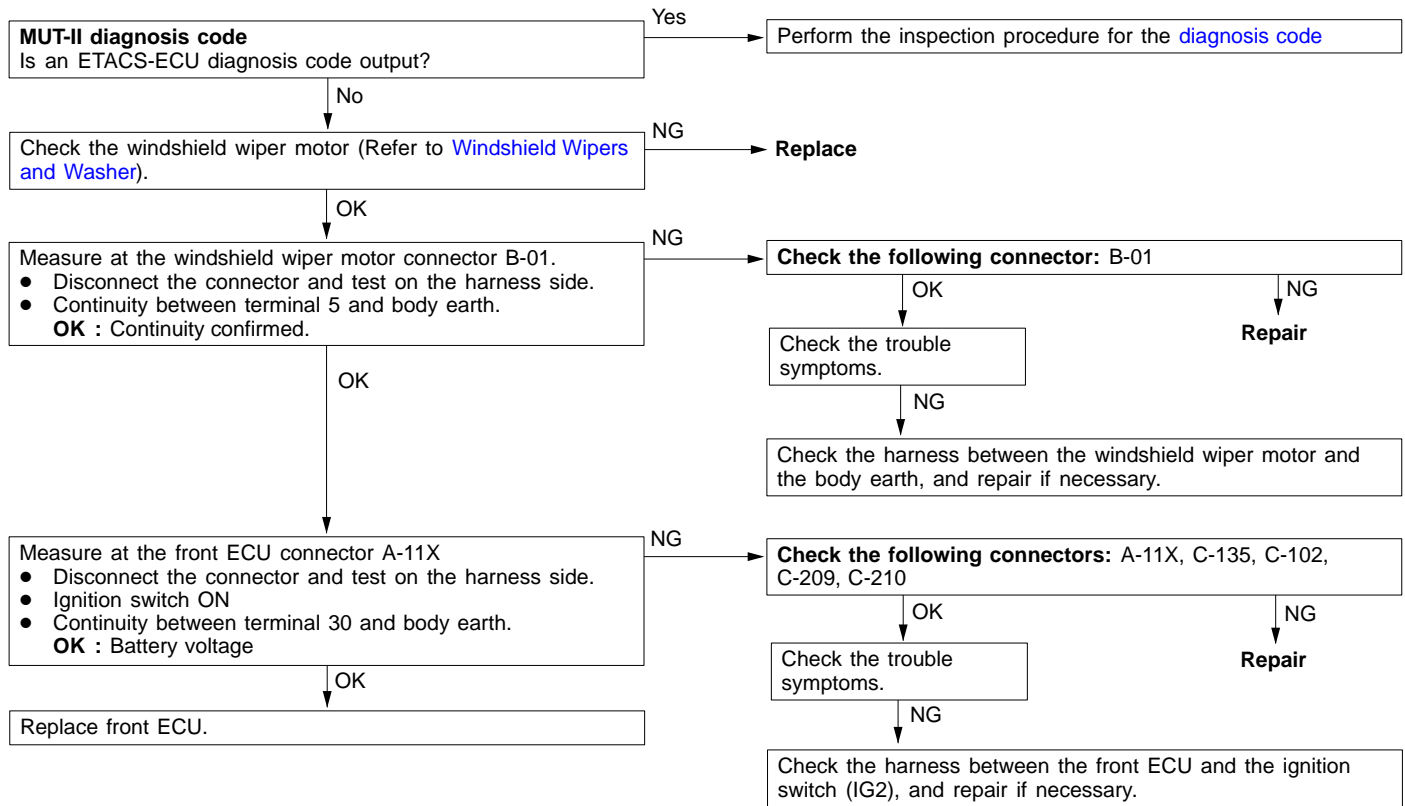 MUT-II diagnosis code
Is an ETACS-ECU diagnosis code output?
Yes
Perform the inspection procedure for the diagnosis code
No
Check the windshield wiper motor (Refer to Windshield Wipers
and Washer).
NG
Replace
OK
Measure at the windshield wiper motor connector B-01.
● Disconnect the connector and test on the harness side.
● Continuity between terminal 5 and body earth.
OK : Continuity confirmed.
NG
Check the following connector: B-01
OK
NG
Repair
Check the trouble
symptoms.
NG
Check the harness between the windshield wiper motor and
the body earth, and repair if necessary.
OK
Measure at the front ECU connector A-11X
● Disconnect the connector and test on the harness side.
● Ignition switch ON
● Continuity between terminal 30 and body earth.
OK : Battery voltage
NG
Check the following connectors: A-11X, C-135, C-102,
C-209, C-210
OK
NG
Repair
Check the trouble
symptoms.
NG
Check the harness between the front ECU and the ignition
switch (IG2), and repair if necessary.
OK
Replace front ECU.